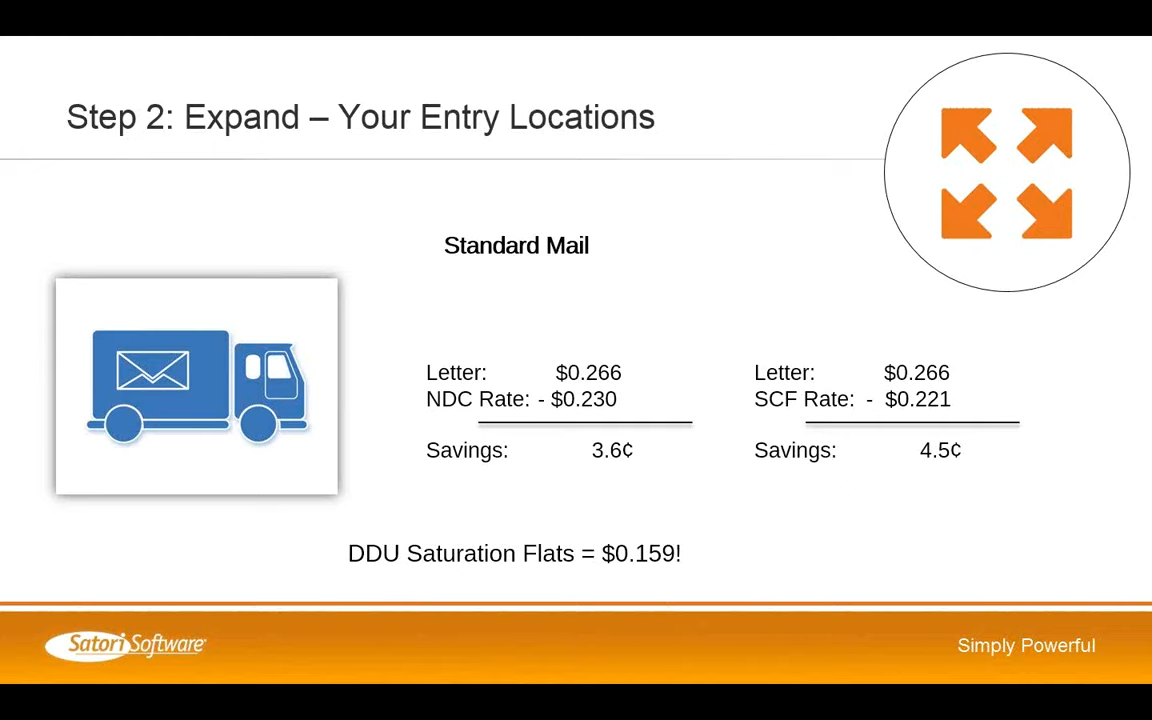 Step 2: Expand – Your Entry Locations
Standard Mail
Letter: $0.266
NDC Rate: - $0.230
Savings: 3.6¢
Letter: $0.266
SCF Rate: - $0.221
Savings: 4.5¢
DDU Saturation Flats = $0.159!
Satori Software
Simply Powerful